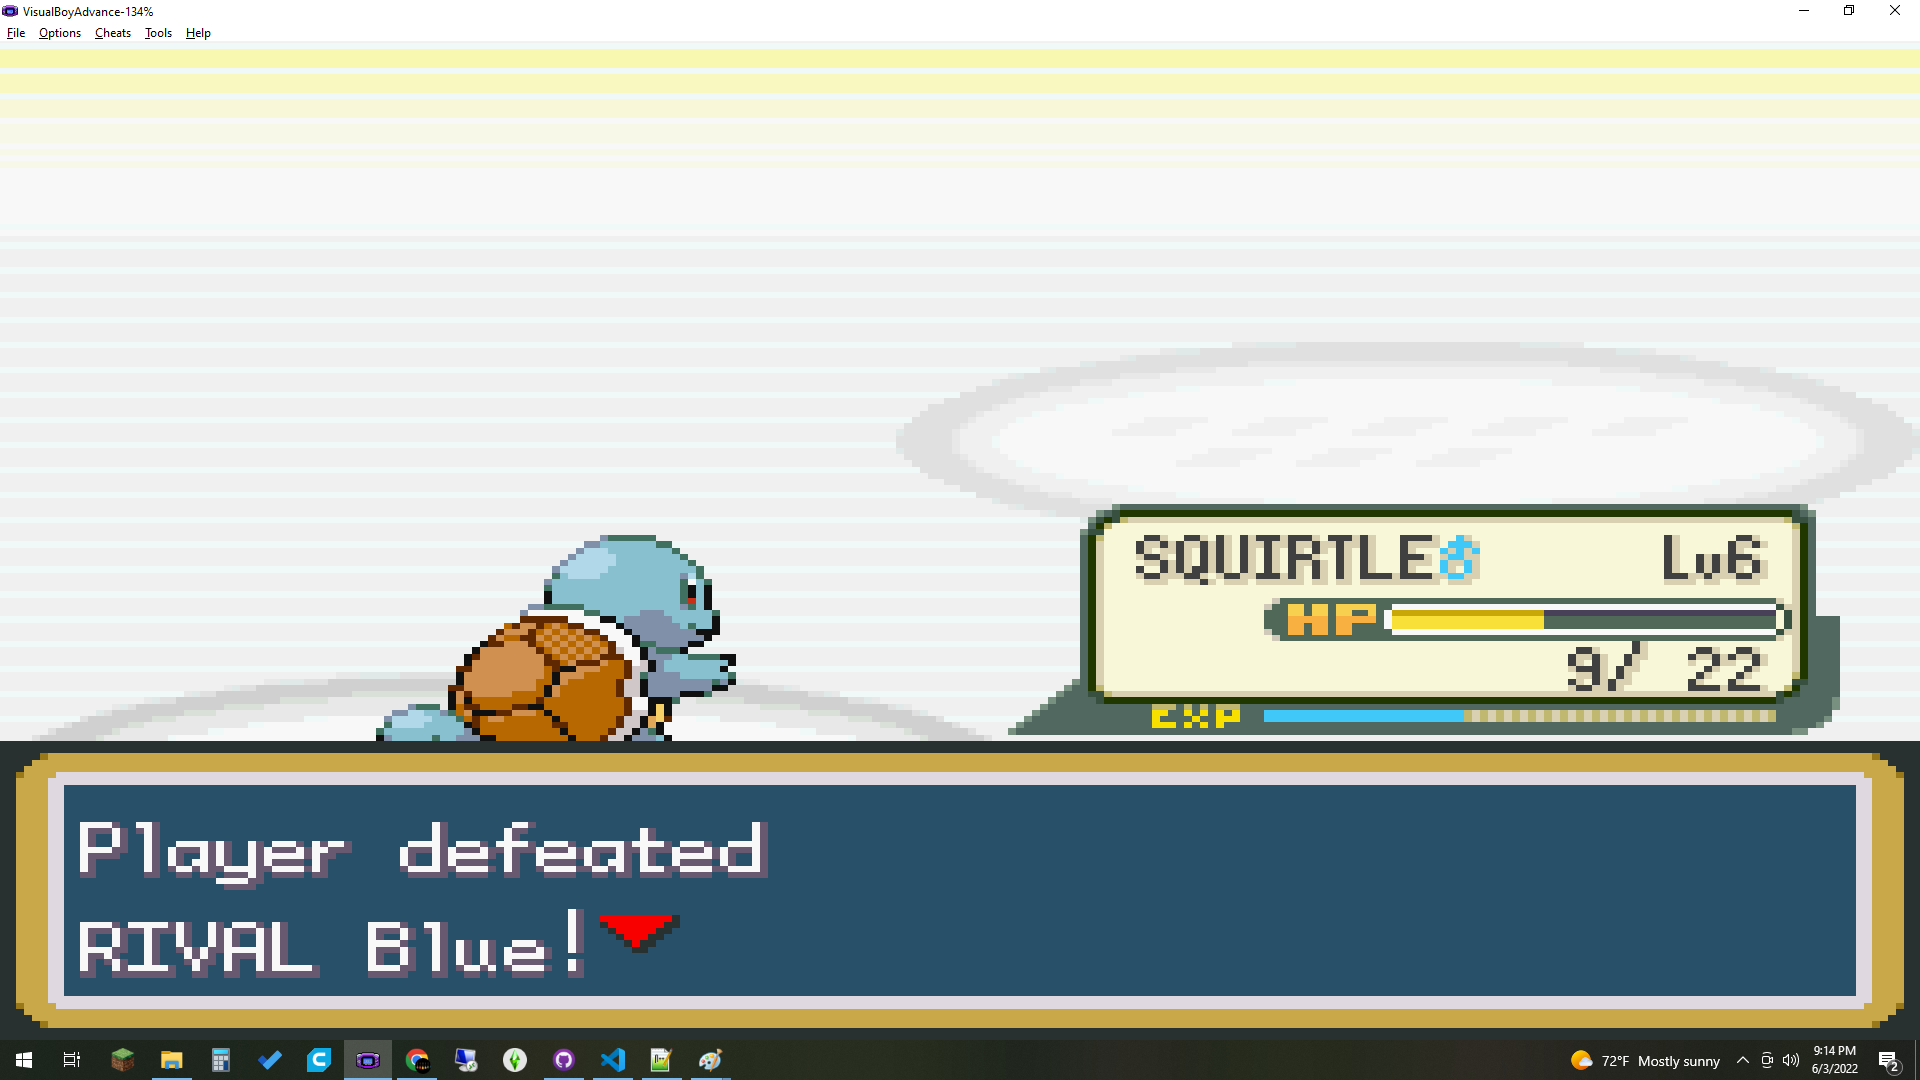 VisualBoyAdvance-134%
File Options Cheats Tools Help
SQUIRTLE♂ Lv6
HP
9/ 22
EXP
Player defeated
RIVAL Blue!
72°F Mostly sunny
9:14 PM
6/3/2022
2